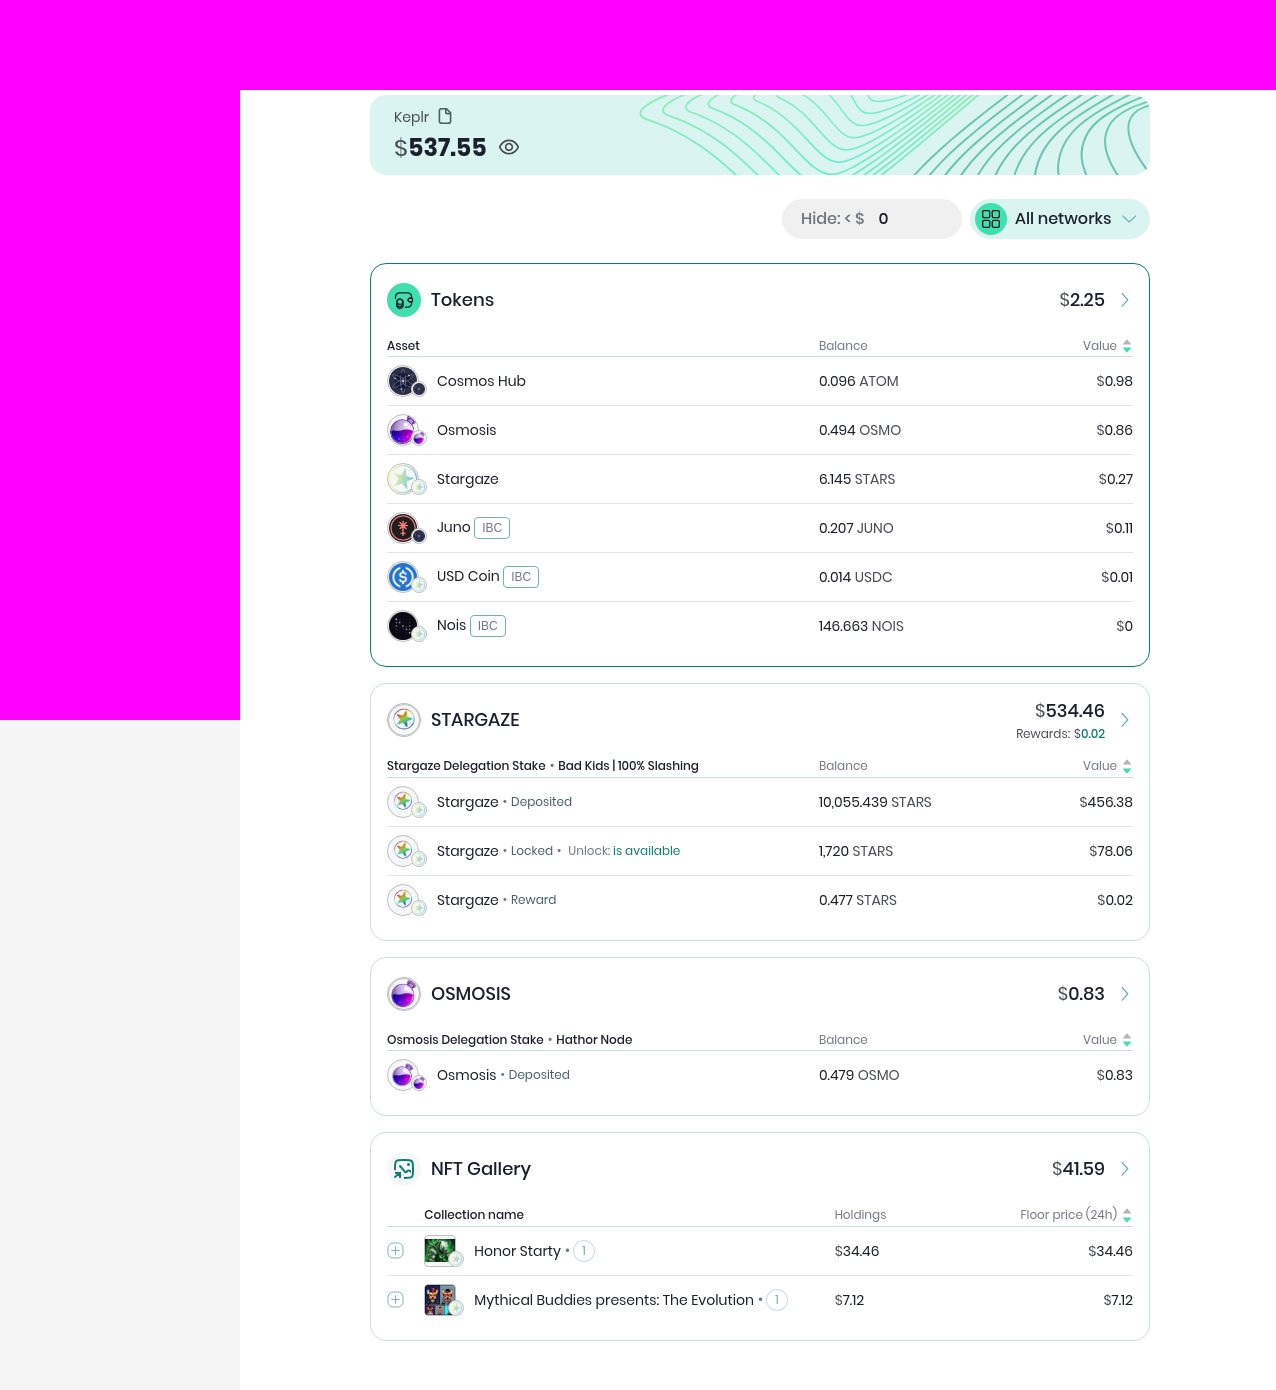 Keplr
$537.55
Hide: < $ 0
All networks
Tokens $2.25
Asset Balance Value
Cosmos Hub 0.096 ATOM $0.98
Osmosis 0.494 OSMO $0.86
Stargaze 6.145 STARS $0.27
Juno IBC 0.207 JUNO $0.11
USD Coin IBC 0.014 USDC $0.01
Nois IBC 146.663 NOIS $0
STARGAZE $534.46
Rewards: $0.02
Stargaze Delegation Stake • Bad Kids | 100% Slashing Balance Value
Stargaze • Deposited 10,055.439 STARS $456.38
Stargaze • Locked • Unlock: is available 1,720 STARS $78.06
Stargaze • Reward 0.477 STARS $0.02
OSMOSIS $0.83
Osmosis Delegation Stake • Hathor Node Balance Value
Osmosis • Deposited 0.479 OSMO $0.83
NFT Gallery $41.59
Collection name Holdings Floor price (24h)
Honor Starty • 1 $34.46 $34.46
Mythical Buddies presents: The Evolution • 1 $7.12 $7.12